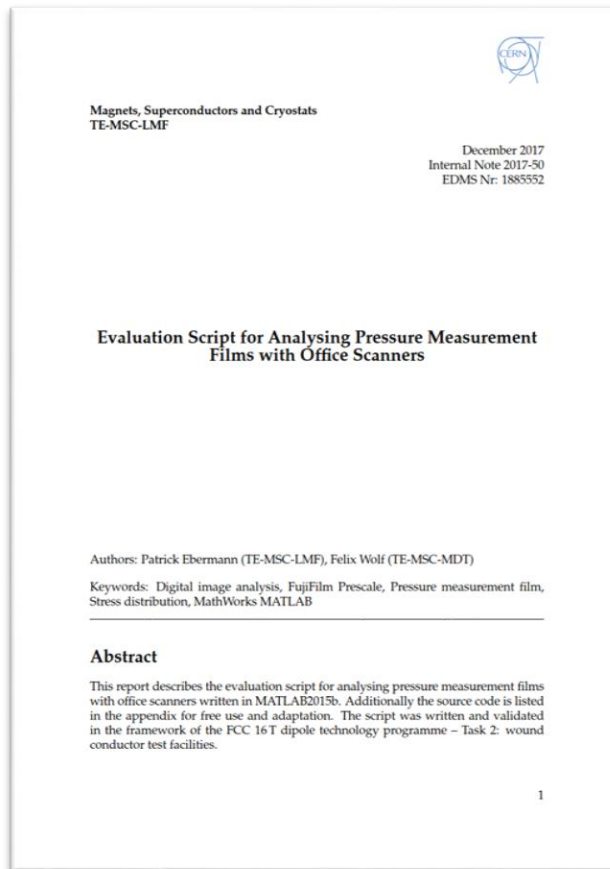 CERN
Magnets, Superconductors and Cryostats
TE-MSC-LMF
December 2017
Internal Note 2017-50
EDMS Nr: 1885552
Evaluation Script for Analysing Pressure Measurement
Films with Office Scanners
Authors: Patrick Ebermann (TE-MSC-LMF), Felix Wolf (TE-MSC-MDT)
Keywords: Digital image analysis, FujiFilm Prescale, Pressure measurement film,
Stress distribution, MathWorks MATLAB
Abstract
This report describes the evaluation script for analysing pressure measurement films
with office scanners written in MATLAB2015b. Additionally the source code is listed
in the appendix for free use and adaptation. The script was written and validated
in the framework of the FCC 16 T dipole technology programme – Task 2: wound
conductor test facilities.
1